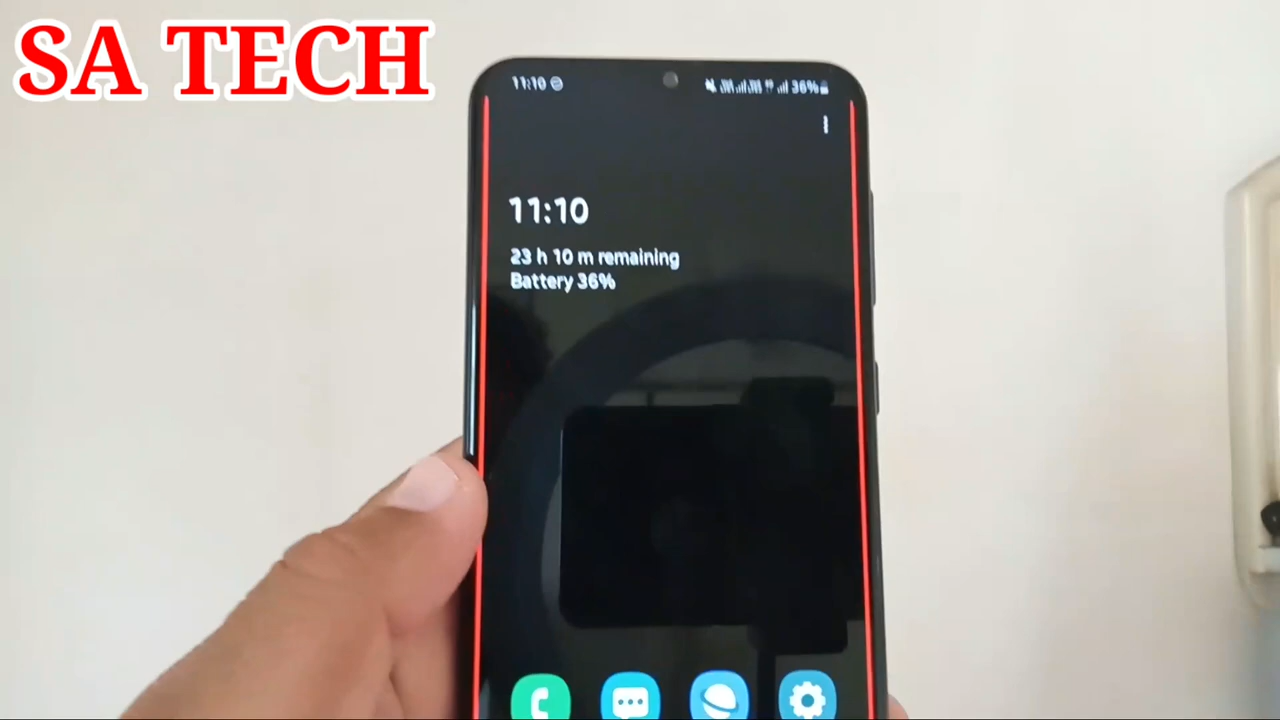 SA TECH
11:10
36%
11:10
23 h 10 m remaining
Battery 36%